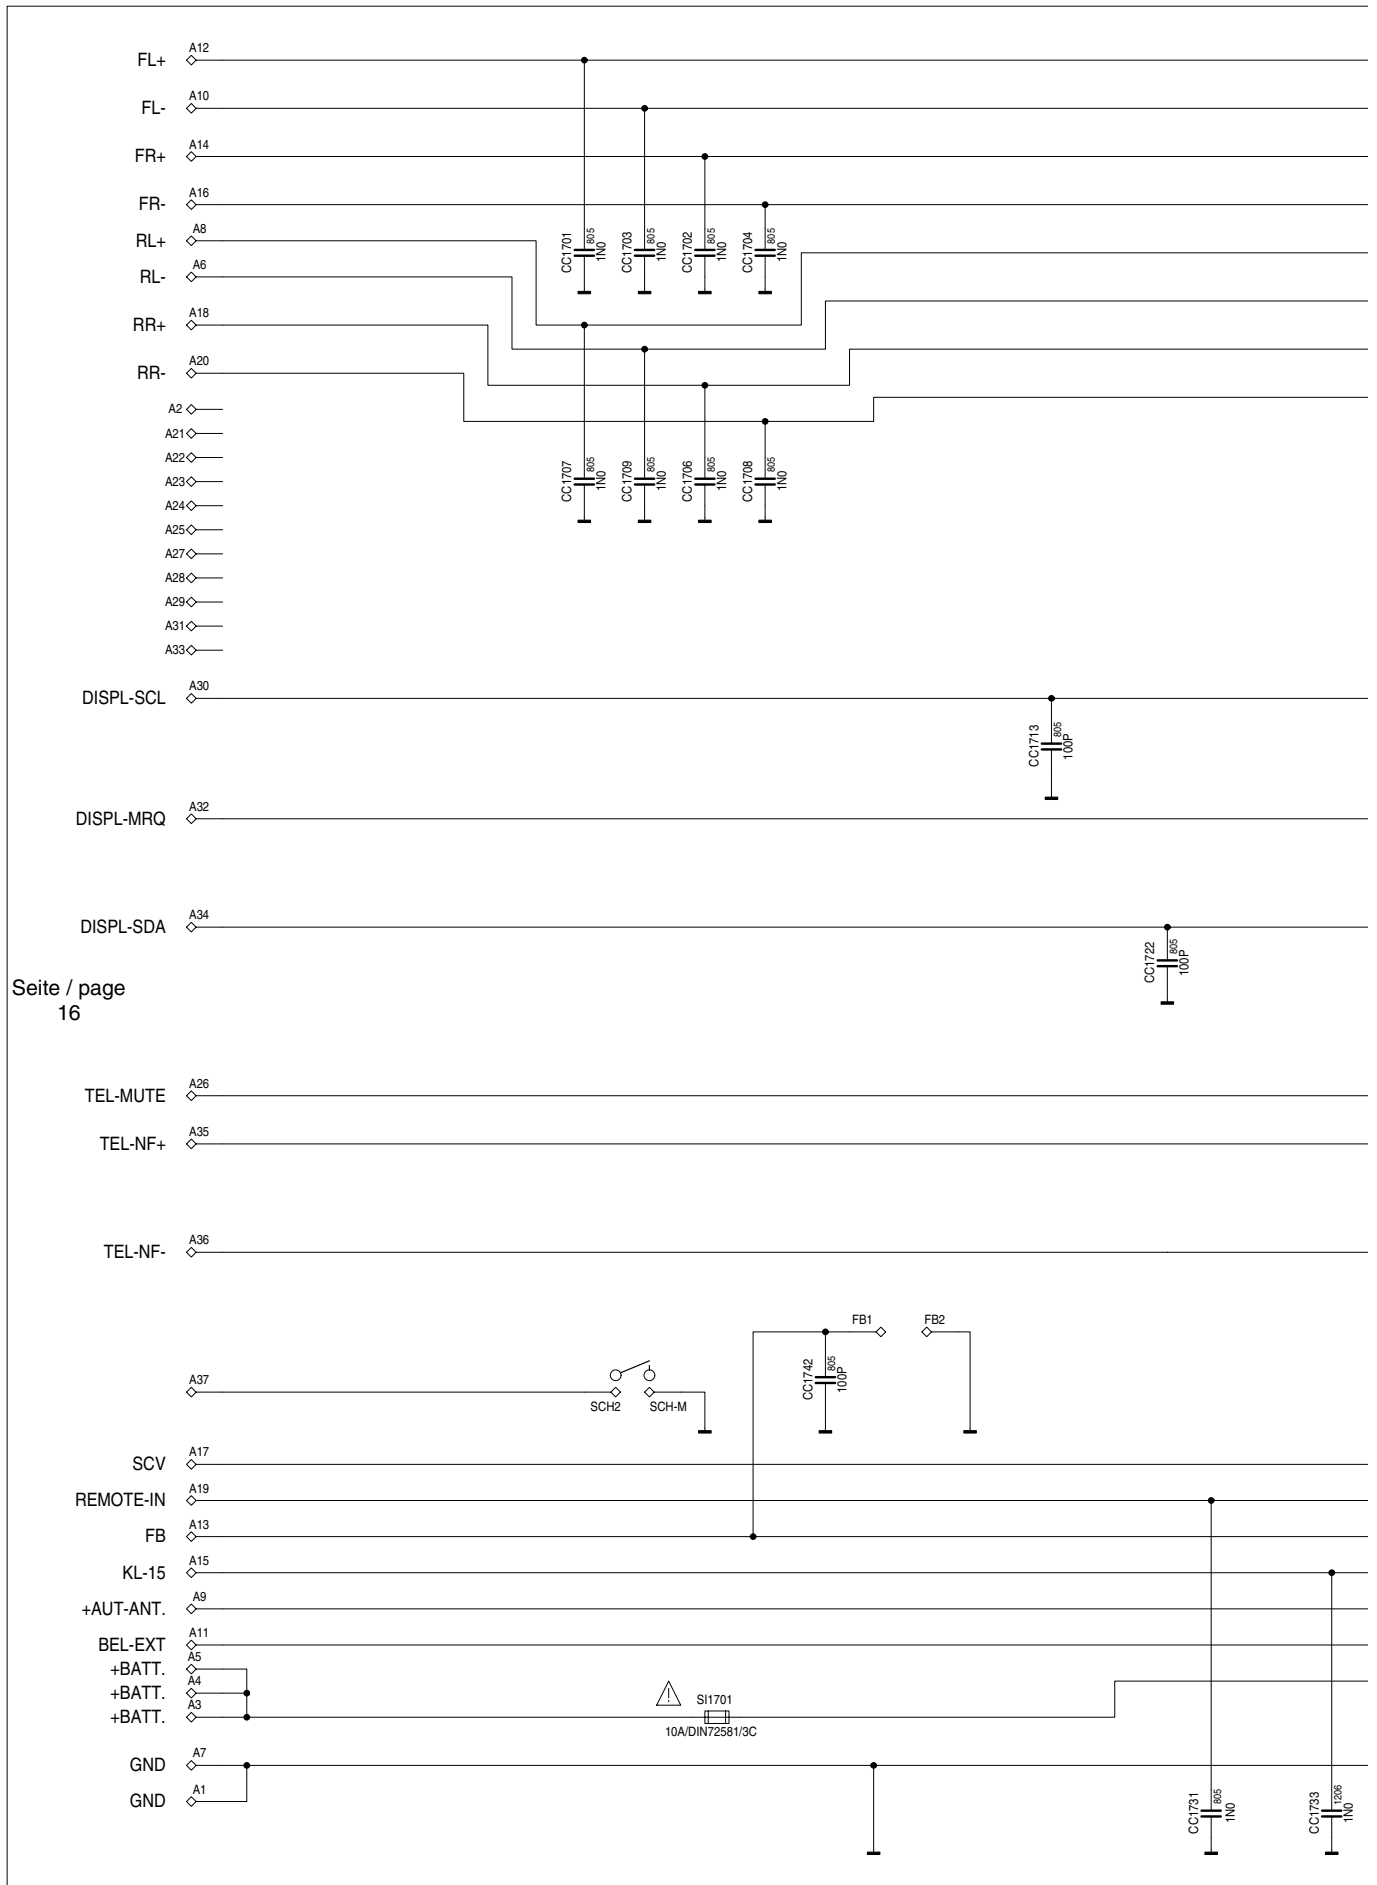 FL+ A12
FL- A10
FR+ A14
FR- A16
RL+ A8
RL- A6
RR+ A18
RR- A20
CC1701 805 1N0
CC1703 805 1N0
CC1702 805 1N0
CC1704 805 1N0
A2
A21
A22
A23
A24
A25
A27
A28
A29
A31
A33
CC1707 805 1N0
CC1709 805 1N0
CC1706 805 1N0
CC1708 805 1N0
DISPL-SCL A30
CC1713 805 100P
DISPL-MRQ A32
DISPL-SDA A34
CC1722 805 100P
Seite / page
16
TEL-MUTE A26
TEL-NF+ A35
TEL-NF- A36
FB1 FB2
CC1742 805 100P
A37
SCH2 SCH-M
SCV A17
REMOTE-IN A19
FB A13
KL-15 A15
+AUT-ANT. A9
BEL-EXT A11
+BATT. A5
+BATT. A4
+BATT. A3
! SI1701
10A/DIN72581/3C
GND A7
GND A1
CC1731 805 1N0
CC1733 1206 1N0